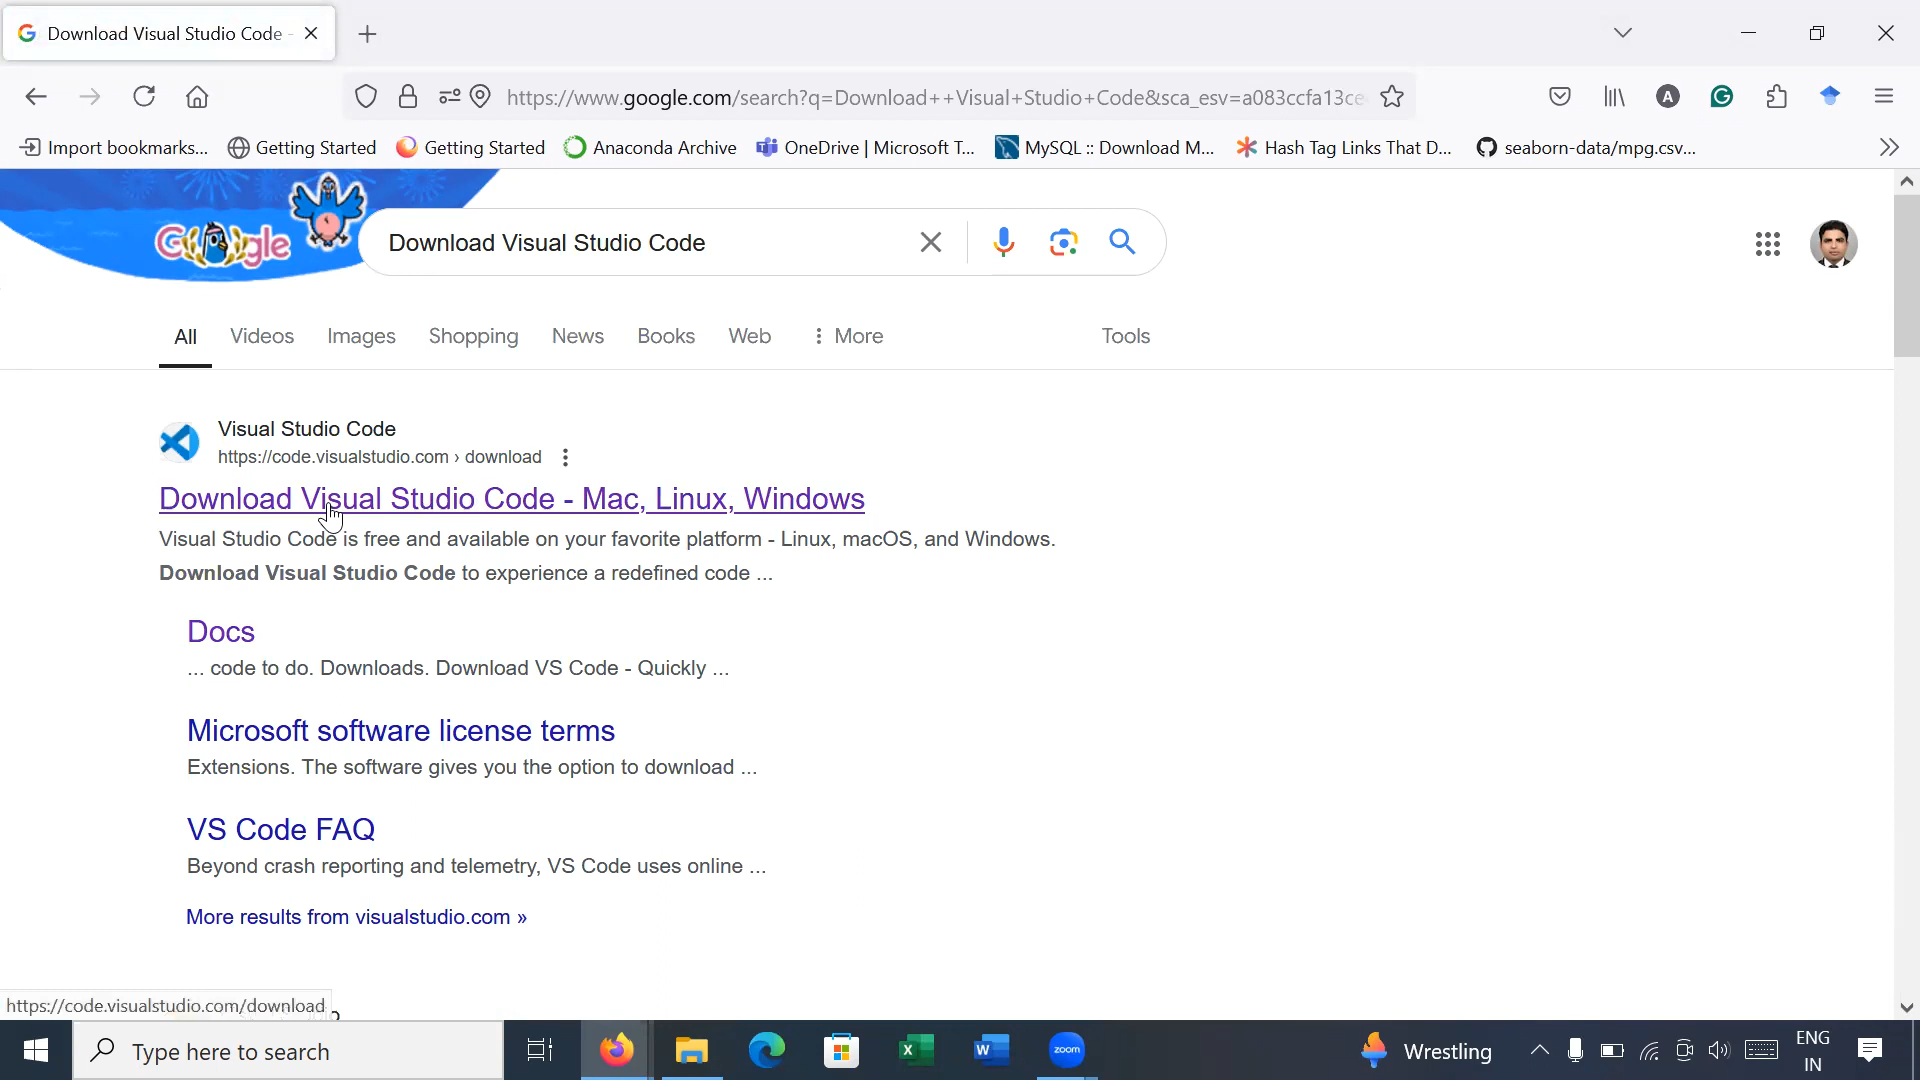 Download Visual Studio Code -
https://www.google.com/search?q=Download++Visual+Studio+Code&sca_esv=a083ccfa13ce
Import bookmarks...
Getting Started
Getting Started
Anaconda Archive
OneDrive | Microsoft T...
MySQL :: Download M...
Hash Tag Links That D...
seaborn-data/mpg.csv...
Google
Download Visual Studio Code
All
Videos
Images
Shopping
News
Books
Web
More
Tools
Visual Studio Code
https://code.visualstudio.com › download
Download Visual Studio Code - Mac, Linux, Windows
Visual Studio Code is free and available on your favorite platform - Linux, macOS, and Windows.
Download Visual Studio Code to experience a redefined code ...
Docs
... code to do. Downloads. Download VS Code - Quickly ...
Microsoft software license terms
Extensions. The software gives you the option to download ...
VS Code FAQ
Beyond crash reporting and telemetry, VS Code uses online ...
More results from visualstudio.com »
https://code.visualstudio.com/download
Type here to search
zoom
Wrestling
ENG
IN